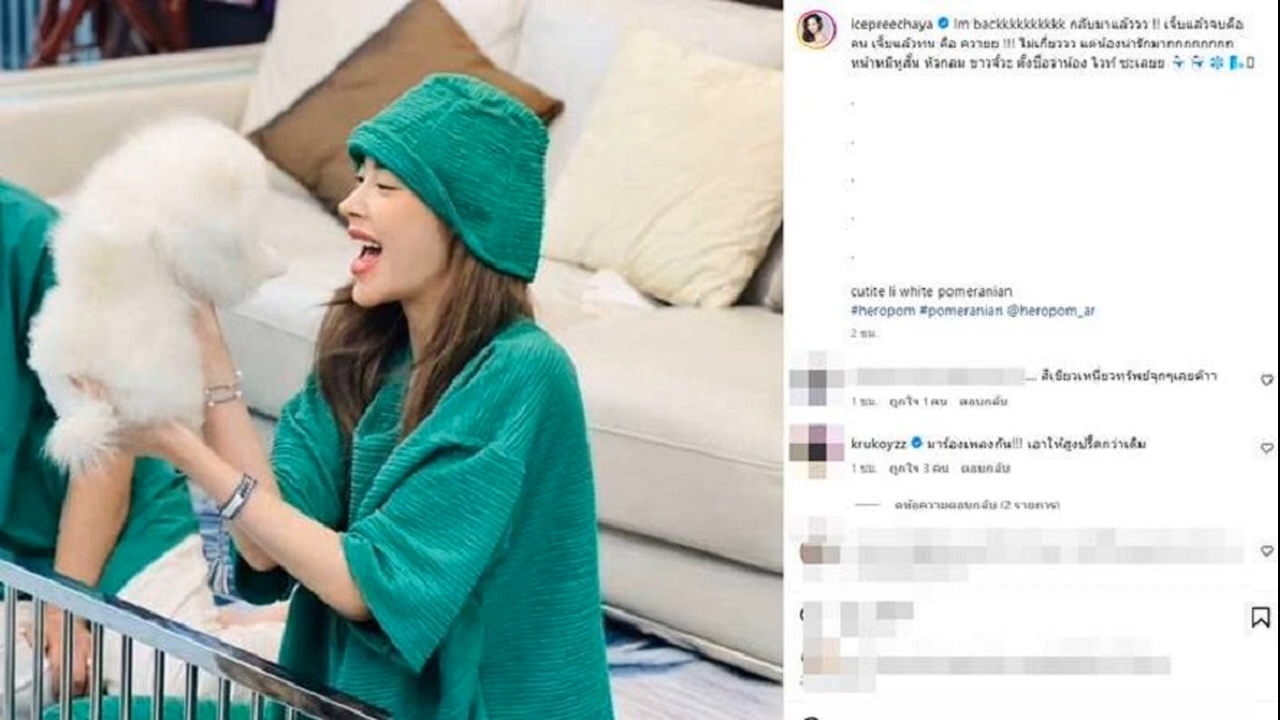 icepreechaya Im backkkkkkkkkk กลับมาแล้ววว !! เจ็บแล้วจบคือ
คน เจ็บแล้วทน คือ ควายย !!! ไม่เกี่ยววว แต่น้องน่ารักมากกกกกกกก
หน้าหมีหูสั้น หัวกลม ขาวจั๊วะ ตั้งชื่อว่าน้อง ไวท์ ซะเลยย
.
.
.
.
.
cutite li white pomeranian
#heropom #pomeranian @heropom_ar
2 ชม.
.... สีเขียวเหนี่ยวทรัพย์จุกๆเลยค้าา
1 ชม. ถูกใจ 1 คน ตอบกลับ
krukoyzz มาร้องเพลงกัน!!! เอาให้สูงปรี๊ดกว่าเดิม
1 ชม. ถูกใจ 3 คน ตอบกลับ
ดูข้อความตอบกลับ (2 รายการ)